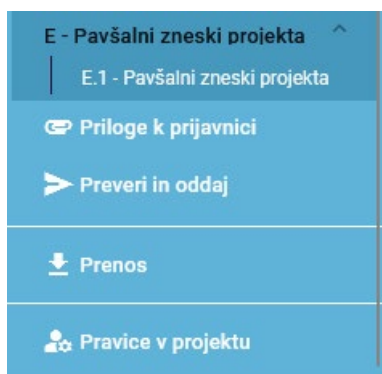 E - Pavšalni zneski projekta
E.1 - Pavšalni zneski projekta
Priloge k prijavnici
Preveri in oddaj
Prenos
Pravice v projektu